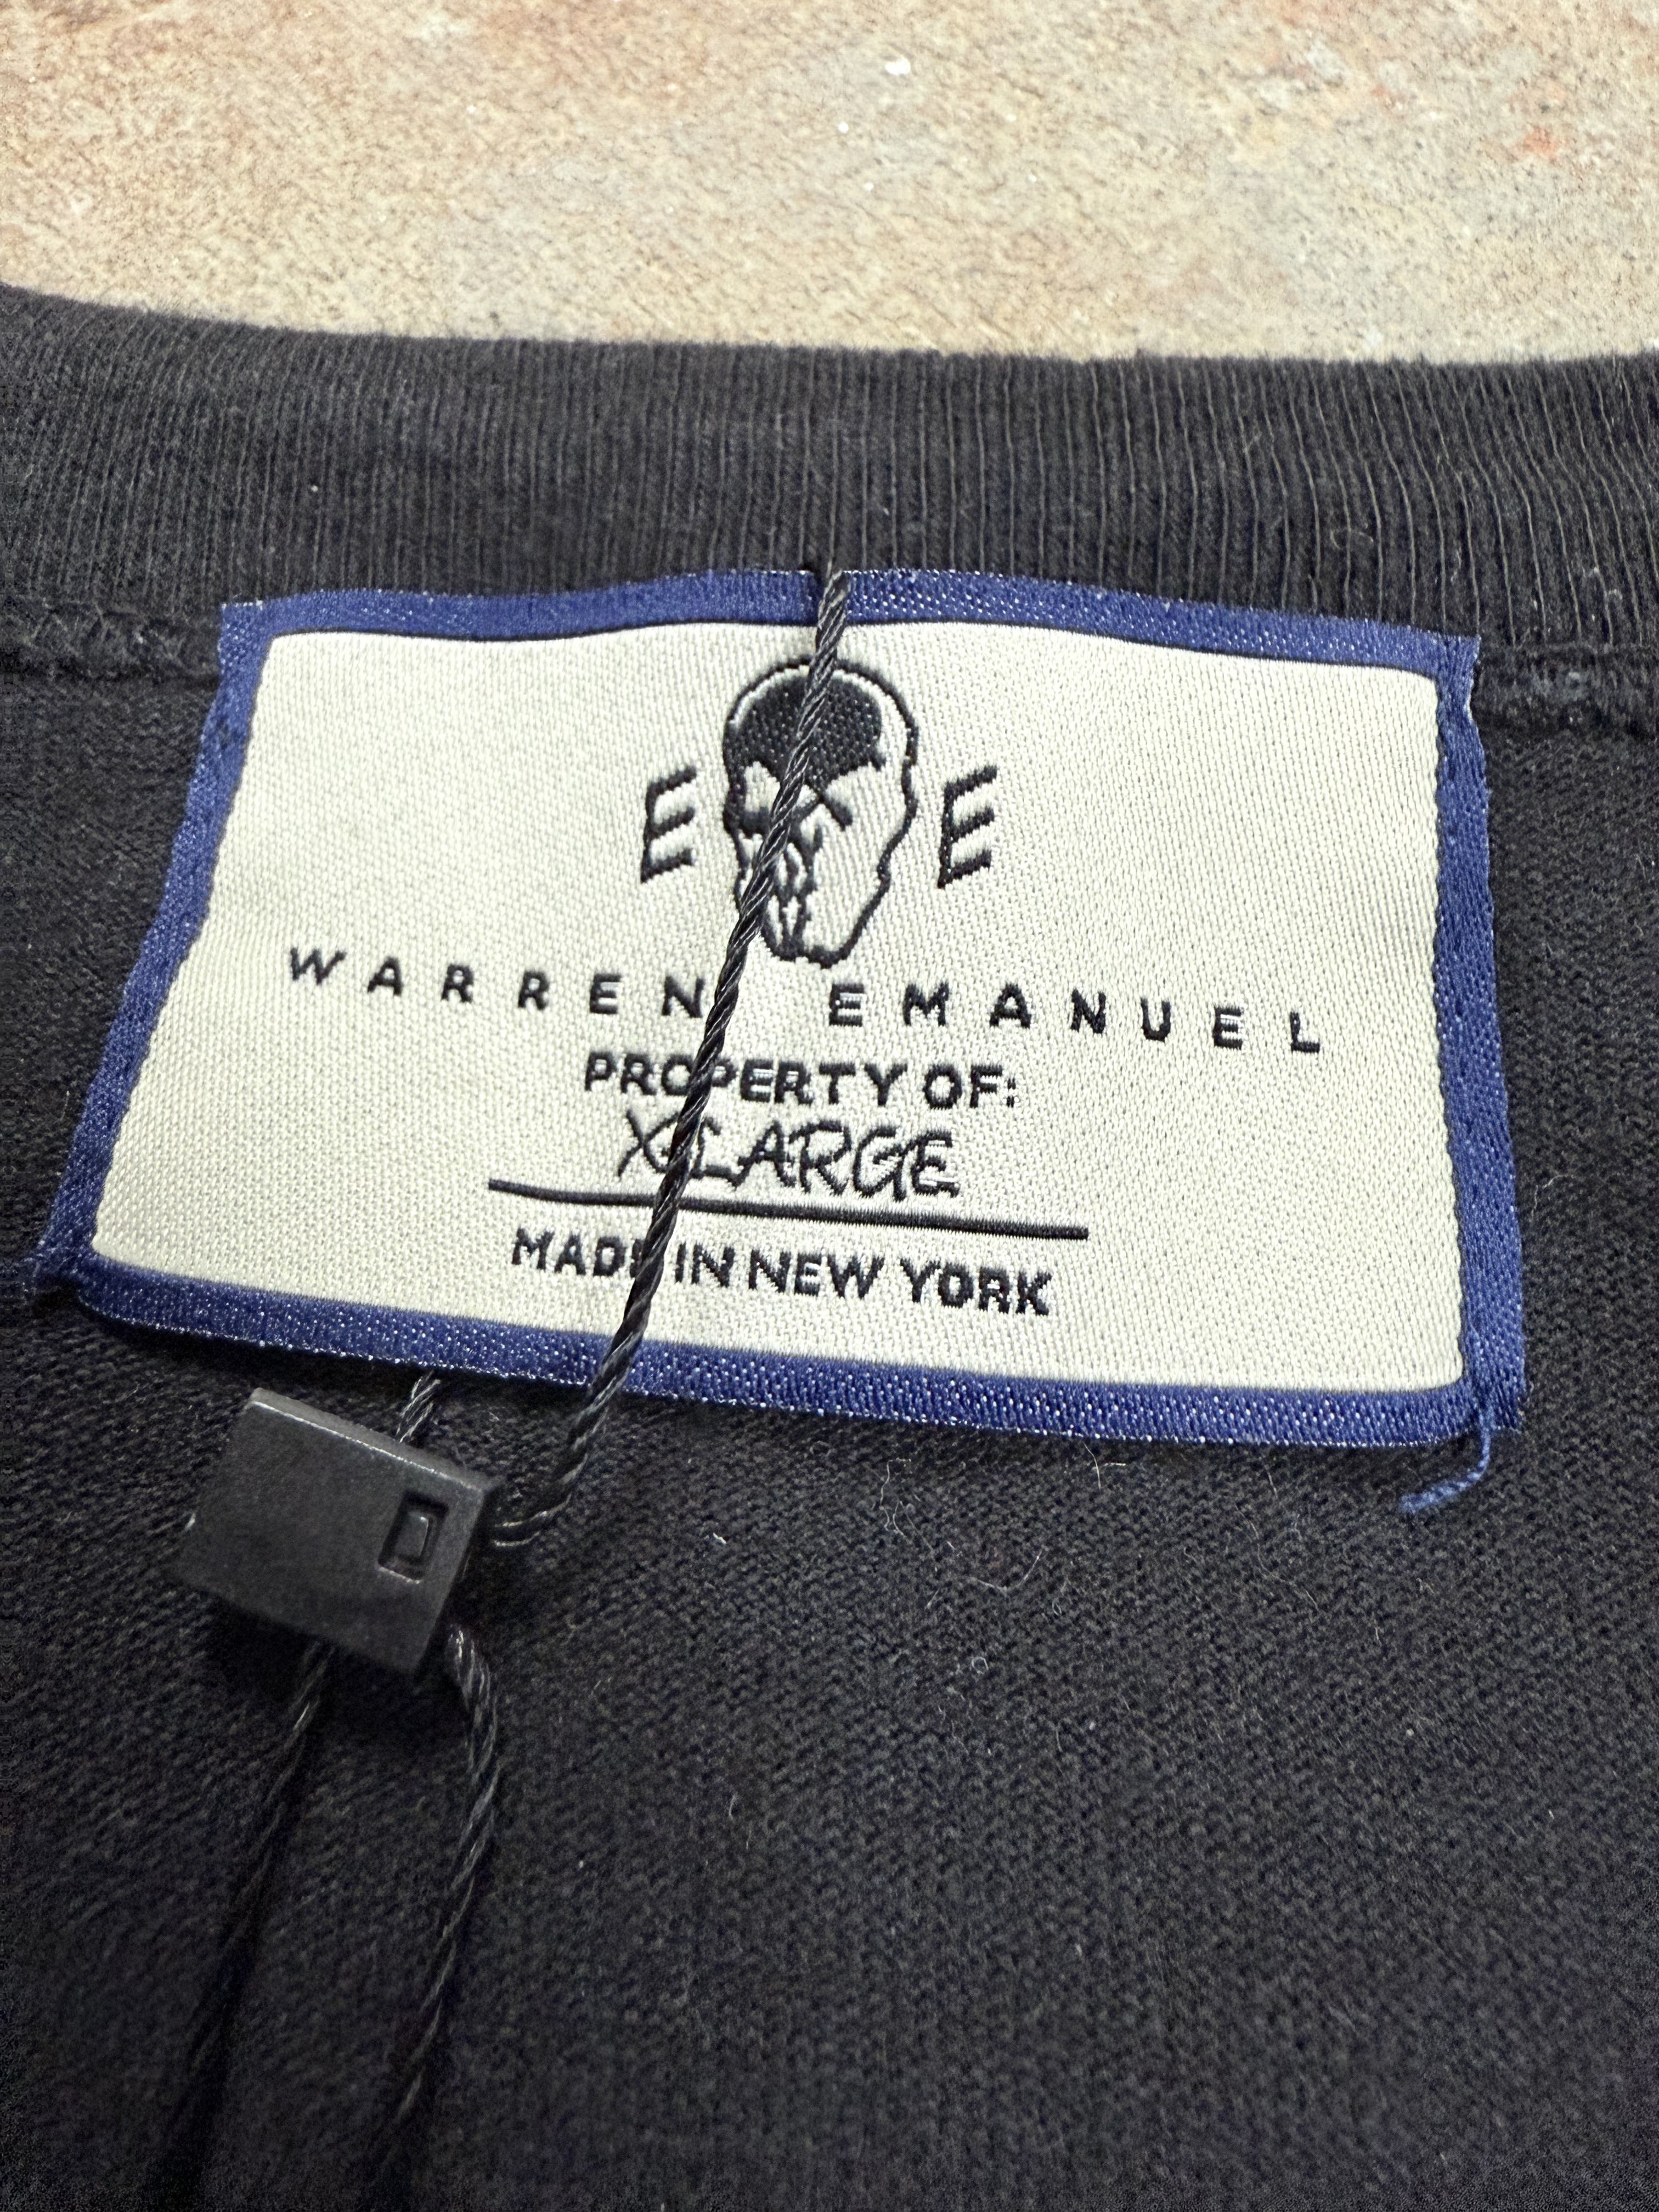 E E
WARREN EMANUEL
PROPERTY OF:
X-LARGE
MADE IN NEW YORK